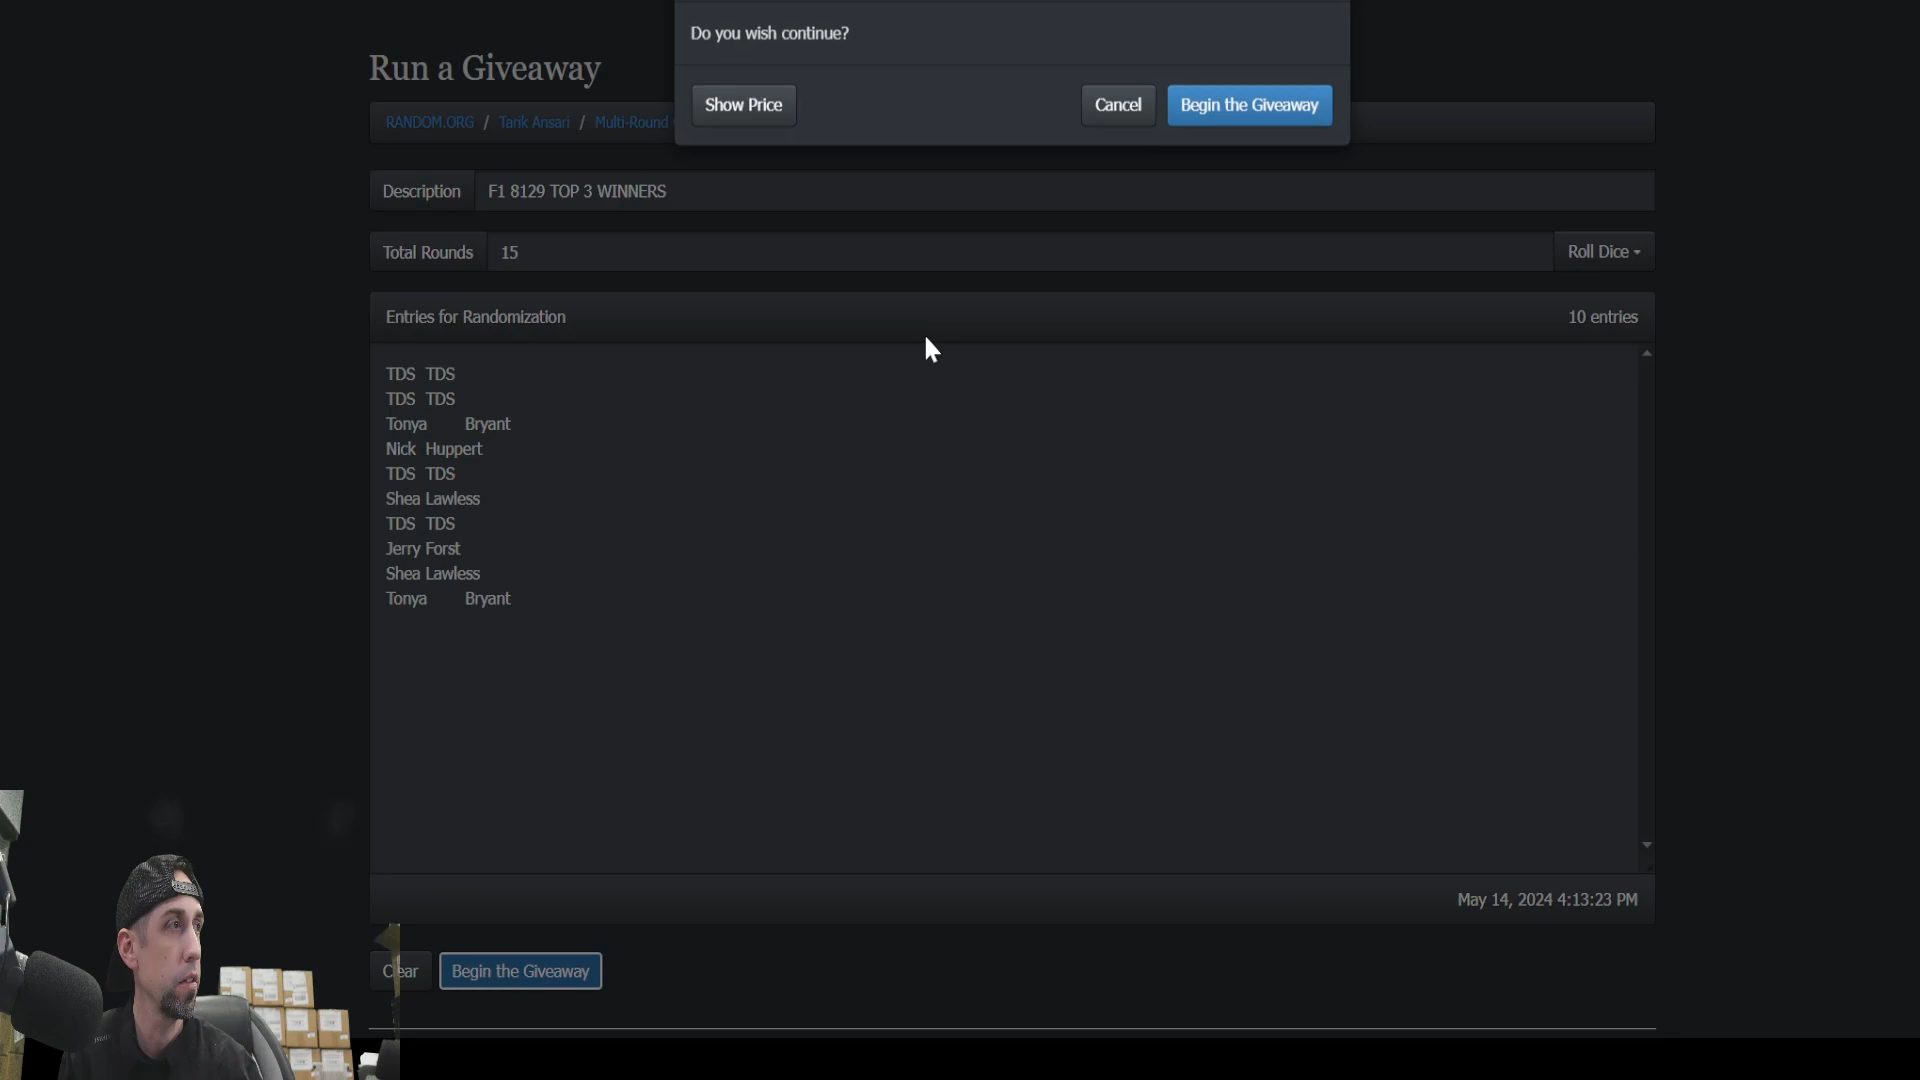 Do you wish continue?
Show Price
Cancel
Begin the Giveaway
Run a Giveaway
RANDOM.ORG / Tarik Ansari / Multi-Round
Description
F1 8129 TOP 3 WINNERS
Total Rounds
15
Roll Dice
Entries for Randomization
10 entries
TDS TDS
TDS TDS
Tonya Bryant
Nick Huppert
TDS TDS
Shea Lawless
TDS TDS
Jerry Forst
Shea Lawless
Tonya Bryant
May 14, 2024 4:13:23 PM
Clear
Begin the Giveaway